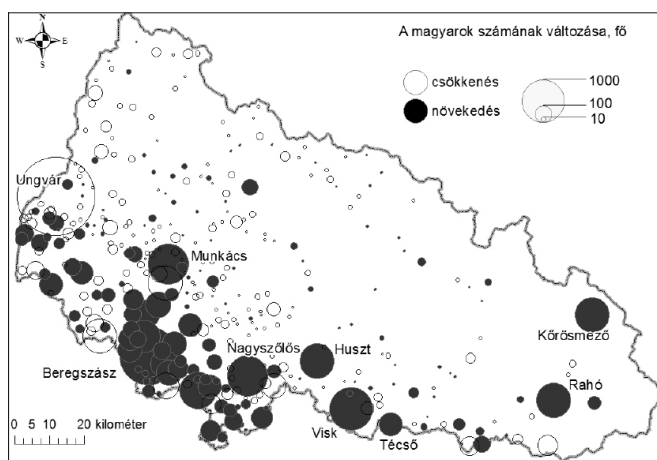 N
W E
S
A magyarok számának változása, fő
csökkenés
növekedés
1000
100
10
Ungvár
Munkács
Kőrösmező
Beregszász
Nagyszőlős
Huszt
Rahó
Visk
Técső
0 5 10 20 kilométer